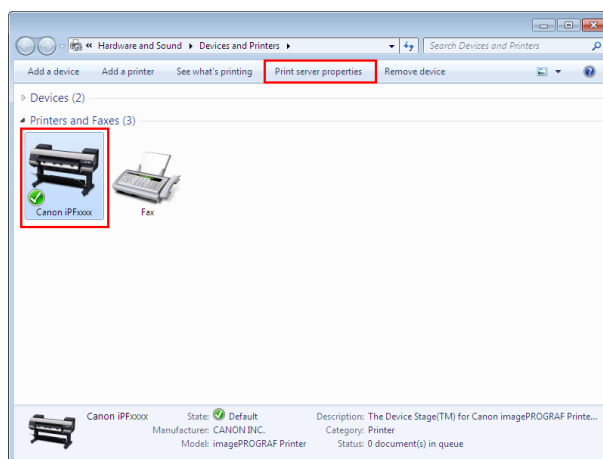 « Hardware and Sound ▸ Devices and Printers ▸ Search Devices and Printers
Add a device Add a printer See what's printing Print server properties Remove device
Devices (2)
Printers and Faxes (3)
Canon iPFxxxx Fax
Canon iPFxxxx State: Default Description: The Device Stage(TM) for Canon imagePROGRAF Printe...
Manufacturer: CANON INC. Category: Printer
Model: imagePROGRAF Printer Status: 0 document(s) in queue